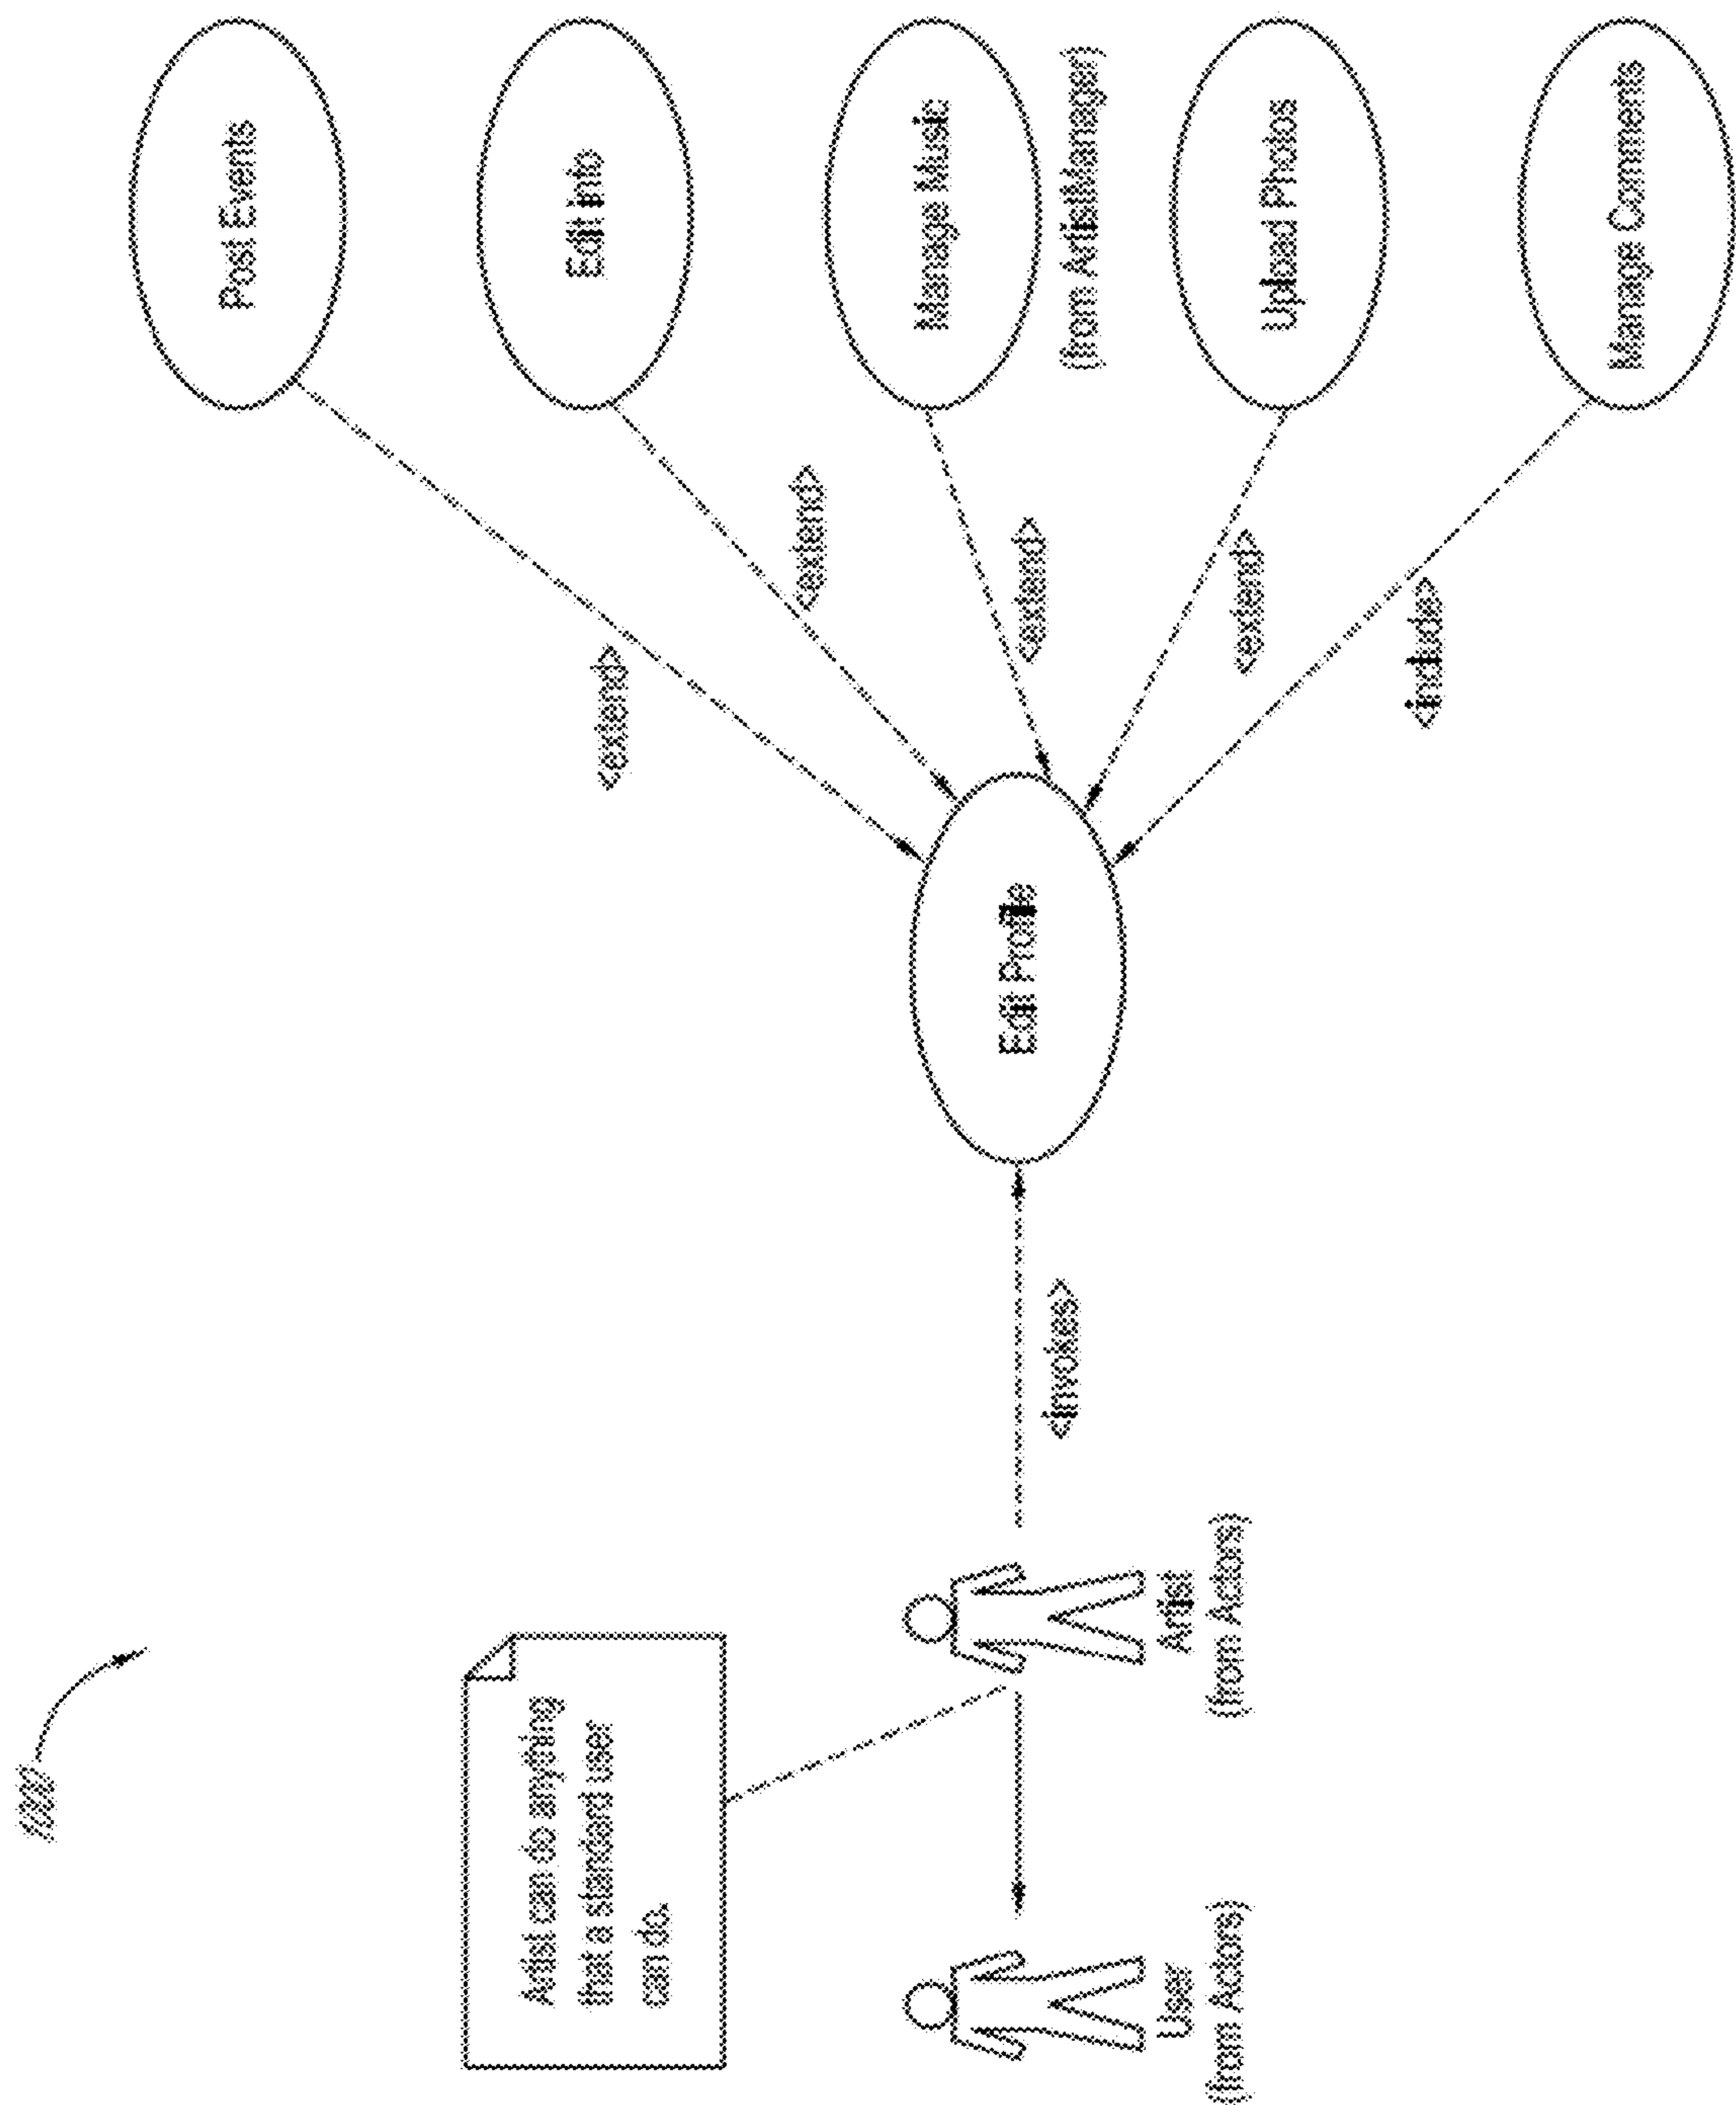 Artist can do anything
that a standard user
can do.
User
(from Actors)
Artist
(from Actors)
<invokes>
Edit Profile
<extend>
<extend>
<extend>
<extend>
<include>
Post Events
Edit Info
Manage Music
(from ArtistManager)
Upload Photos
Manage Comments